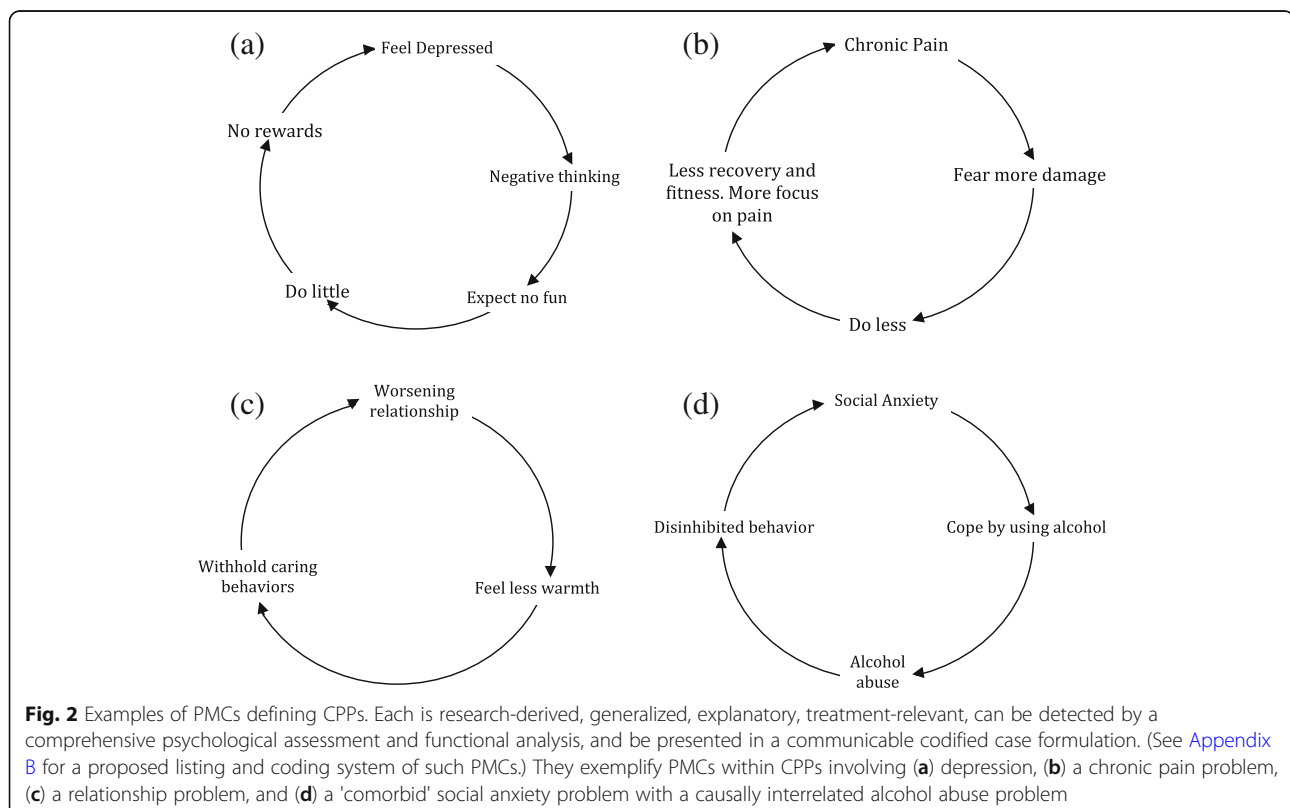 (a)
Feel Depressed
Negative thinking
Expect no fun
Do little
No rewards
(b)
Chronic Pain
Fear more damage
Do less
Less recovery and
fitness. More focus
on pain
(c)
Worsening
relationship
Feel less warmth
Withhold caring
behaviors
(d)
Social Anxiety
Cope by using alcohol
Alcohol
abuse
Disinhibited behavior
Fig. 2 Examples of PMCs defining CPPs. Each is research-derived, generalized, explanatory, treatment-relevant, can be detected by a
comprehensive psychological assessment and functional analysis, and be presented in a communicable codified case formulation. (See Appendix
B for a proposed listing and coding system of such PMCs.) They exemplify PMCs within CPPs involving (a) depression, (b) a chronic pain problem,
(c) a relationship problem, and (d) a 'comorbid' social anxiety problem with a causally interrelated alcohol abuse problem